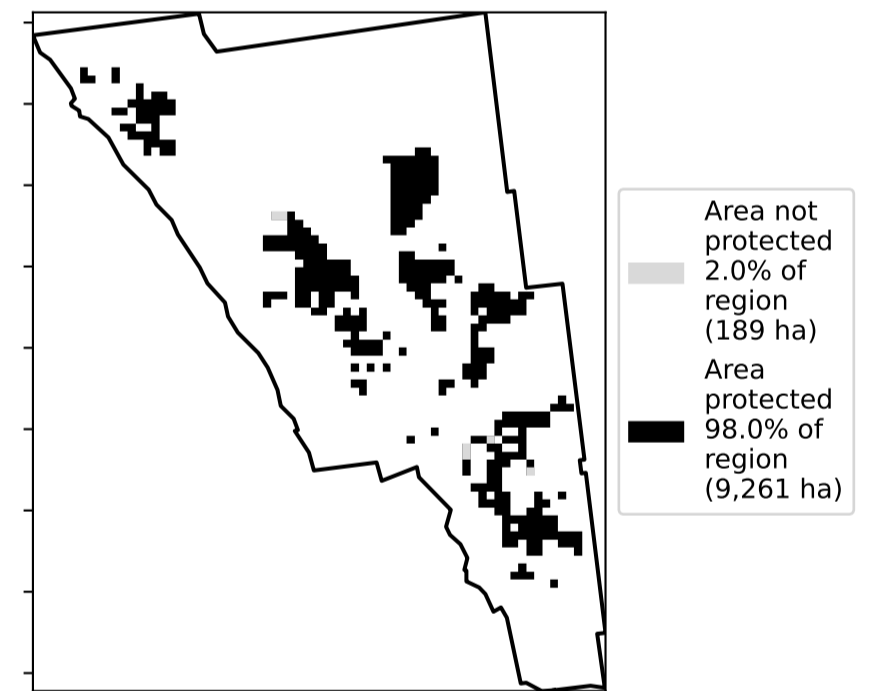 Area not
protected
2.0% of
region
(189 ha)
Area
protected
98.0% of
region
(9,261 ha)